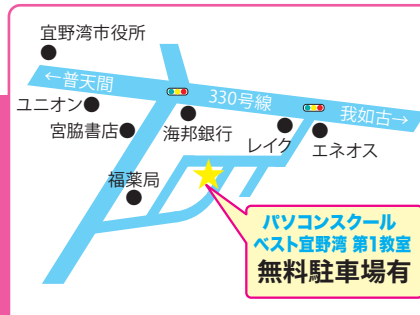 宜野湾市役所
←普天間
330号線
我如古→
ユニオン
宮脇書店
海邦銀行
レイク
エネオス
福薬局
パソコンスクール
ベスト宜野湾 第1教室
無料駐車場有